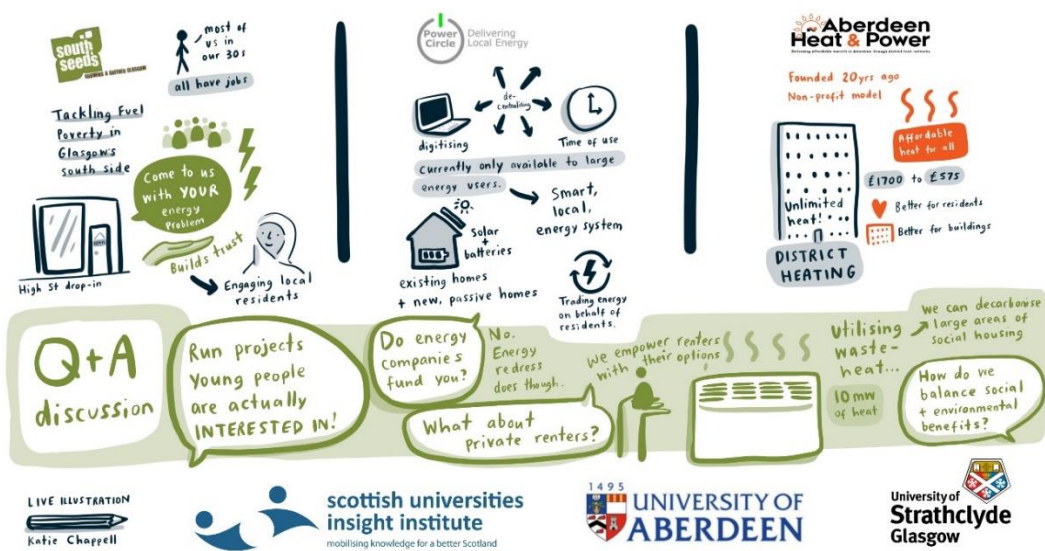 south
seeds
GROWING A GREENER GLASGOW
most of
us in
our 30s
all have jobs
Tackling Fuel
Poverty in
Glasgow's
south side
Come to us
with YOUR
energy
problem
Builds trust
High St drop-in
Engaging local
residents
Power
Circle
Delivering
Local Energy
de-
centralising
digitising
Time of use
Currently only available to large
energy users.
Smart,
local,
energy system
Solar
+
batteries
existing homes
+ new, passive homes
Trading energy
on behalf of
residents.
Aberdeen
Heat & Power
Founded 20yrs ago
Non-profit model
Affordable
heat for all
£1700 to £575
Unlimited
heat!
Better for residents
Better for buildings
DISTRICT
HEATING
Q+A
discussion
Run projects
Young people
are actually
INTERESTED IN!
Do energy
companies
fund you?
No.
Energy
redress
does though.
What about
private renters?
We empower renters
with their options
Utilising
waste-
heat...
10 mw
of heat
We can decarbonise
large areas of
social housing
How do we
balance social
+ environmental
benefits?
LIVE ILLUSTRATION
Katie Chappell
scottish universities
insight institute
mobilising knowledge for a better Scotland
1495
UNIVERSITY OF
ABERDEEN
University of
Strathclyde
Glasgow